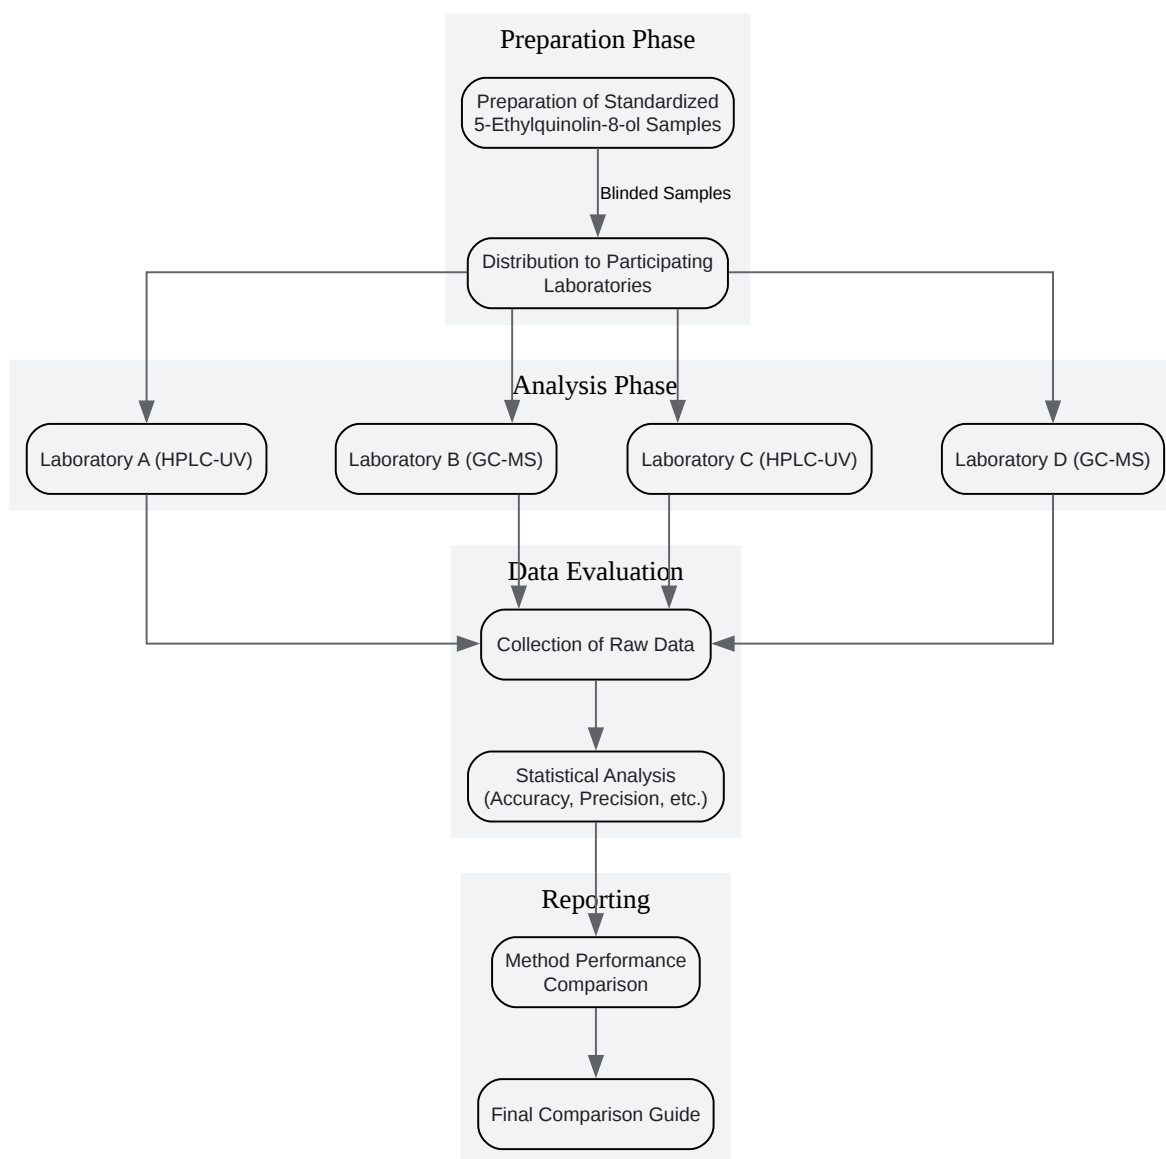 Preparation Phase
Preparation of Standardized
5-Ethylquinolin-8-ol Samples
Blinded Samples
Distribution to Participating
Laboratories
Analysis Phase
Laboratory A (HPLC-UV)
Laboratory B (GC-MS)
Laboratory C (HPLC-UV)
Laboratory D (GC-MS)
Data Evaluation
Collection of Raw Data
Statistical Analysis
(Accuracy, Precision, etc.)
Reporting
Method Performance
Comparison
Final Comparison Guide